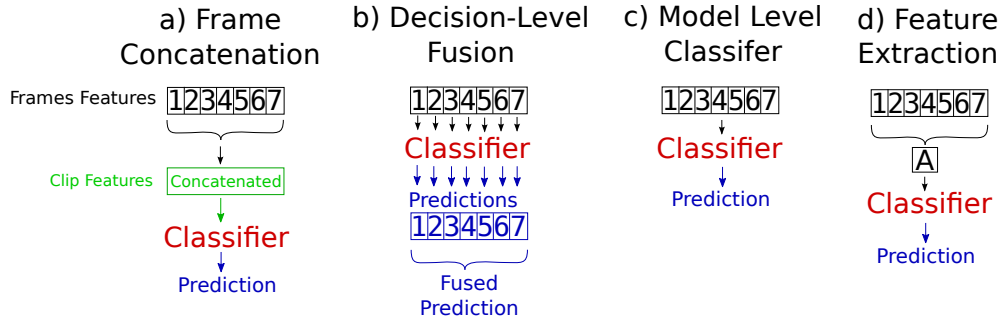 a) Frame
Concatenation
Frames Features
1234567
Clip Features
Concatenated
Classifier
Prediction
b) Decision-Level
Fusion
1234567
Classifier
Predictions
1234567
Fused
Prediction
c) Model Level
Classifer
1234567
Classifier
Prediction
d) Feature
Extraction
1234567
A
Classifier
Prediction